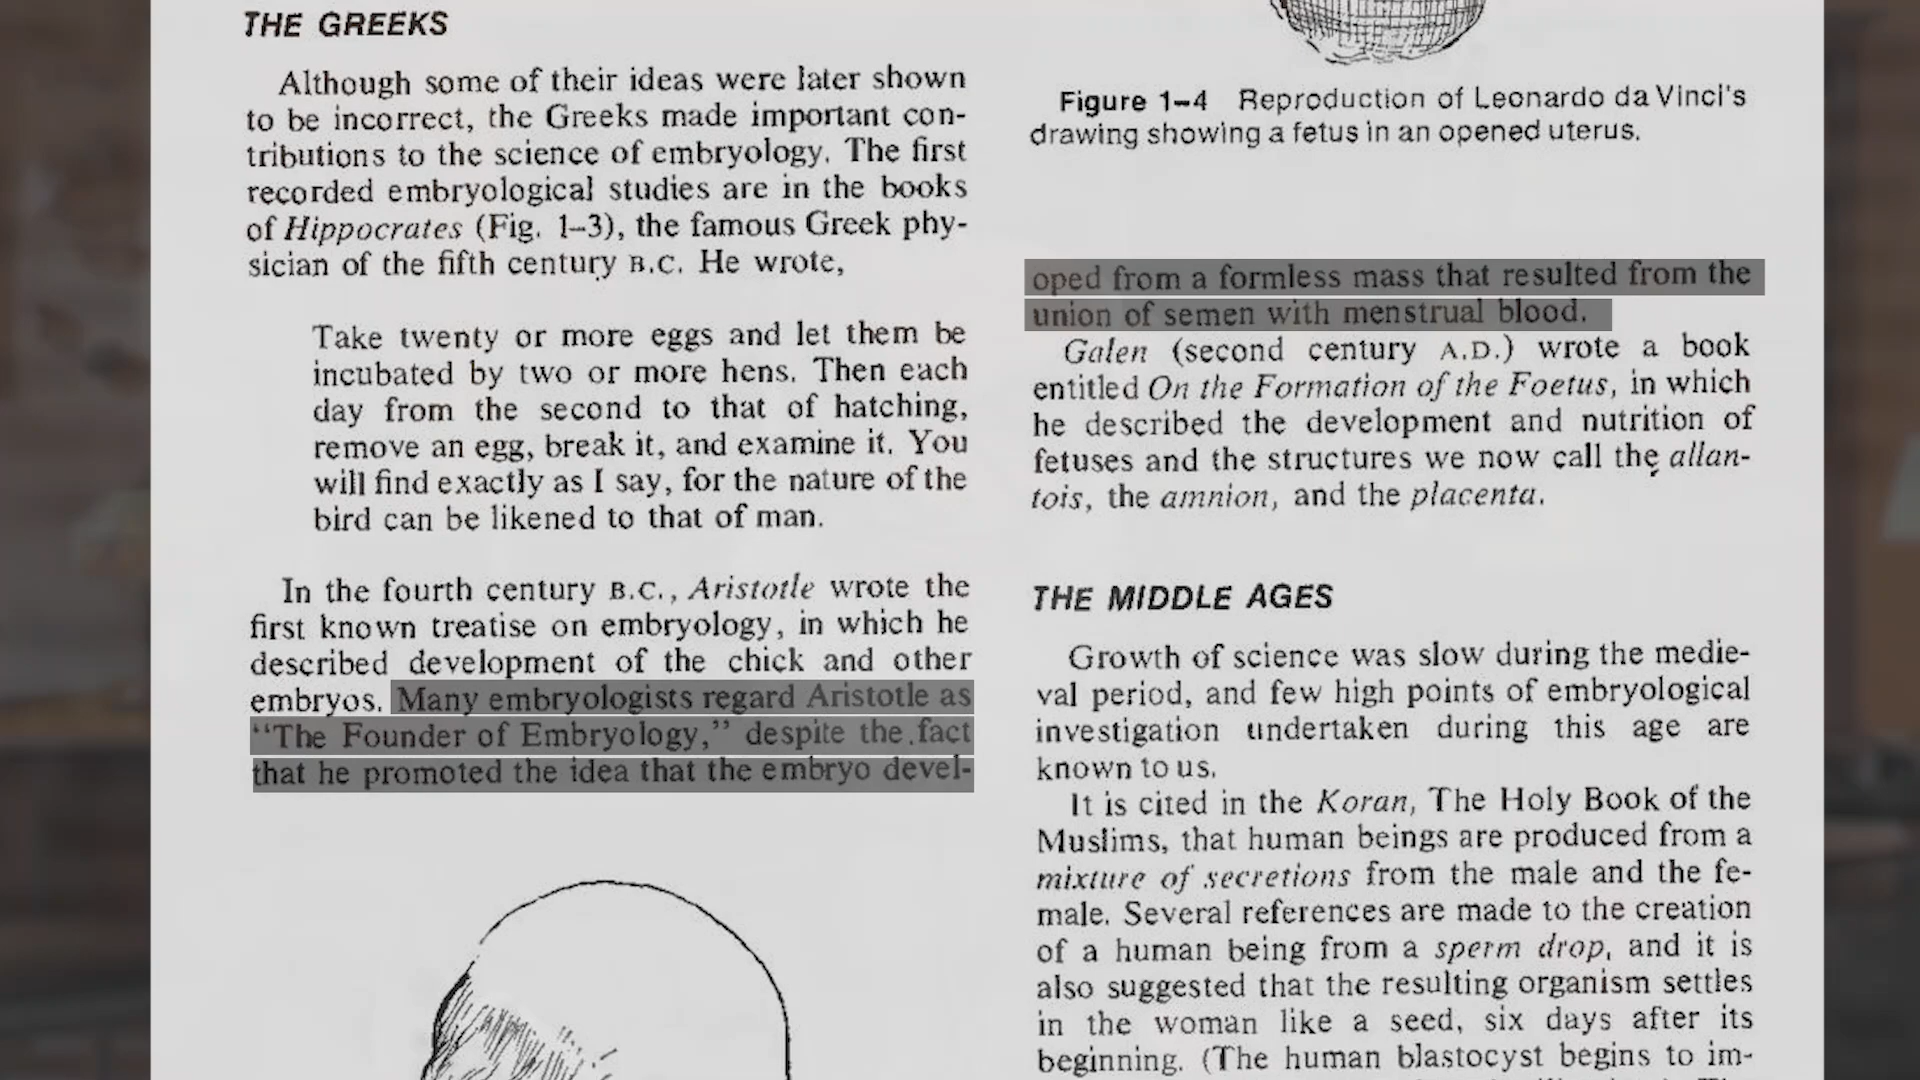 THE GREEKS
Although some of their ideas were later shown
to be incorrect, the Greeks made important con-
tributions to the science of embryology. The first
recorded embryological studies are in the books
of Hippocrates (Fig. 1–3), the famous Greek phy-
sician of the fifth century B.C. He wrote,
Take twenty or more eggs and let them be
incubated by two or more hens. Then each
day from the second to that of hatching,
remove an egg, break it, and examine it. You
will find exactly as I say, for the nature of the
bird can be likened to that of man.
In the fourth century B.C., Aristotle wrote the
first known treatise on embryology, in which he
described development of the chick and other
embryos. Many embryologists regard Aristotle as
“The Founder of Embryology,” despite the fact
that he promoted the idea that the embryo devel-
Figure 1–4 Reproduction of Leonardo da Vinci's
drawing showing a fetus in an opened uterus.
oped from a formless mass that resulted from the
union of semen with menstrual blood.
Galen (second century A.D.) wrote a book
entitled On the Formation of the Foetus, in which
he described the development and nutrition of
fetuses and the structures we now call the allan-
tois, the amnion, and the placenta.
THE MIDDLE AGES
Growth of science was slow during the medie-
val period, and few high points of embryological
investigation undertaken during this age are
known to us.
It is cited in the Koran, The Holy Book of the
Muslims, that human beings are produced from a
mixture of secretions from the male and the fe-
male. Several references are made to the creation
of a human being from a sperm drop, and it is
also suggested that the resulting organism settles
in the woman like a seed, six days after its
beginning. (The human blastocyst begins to im-